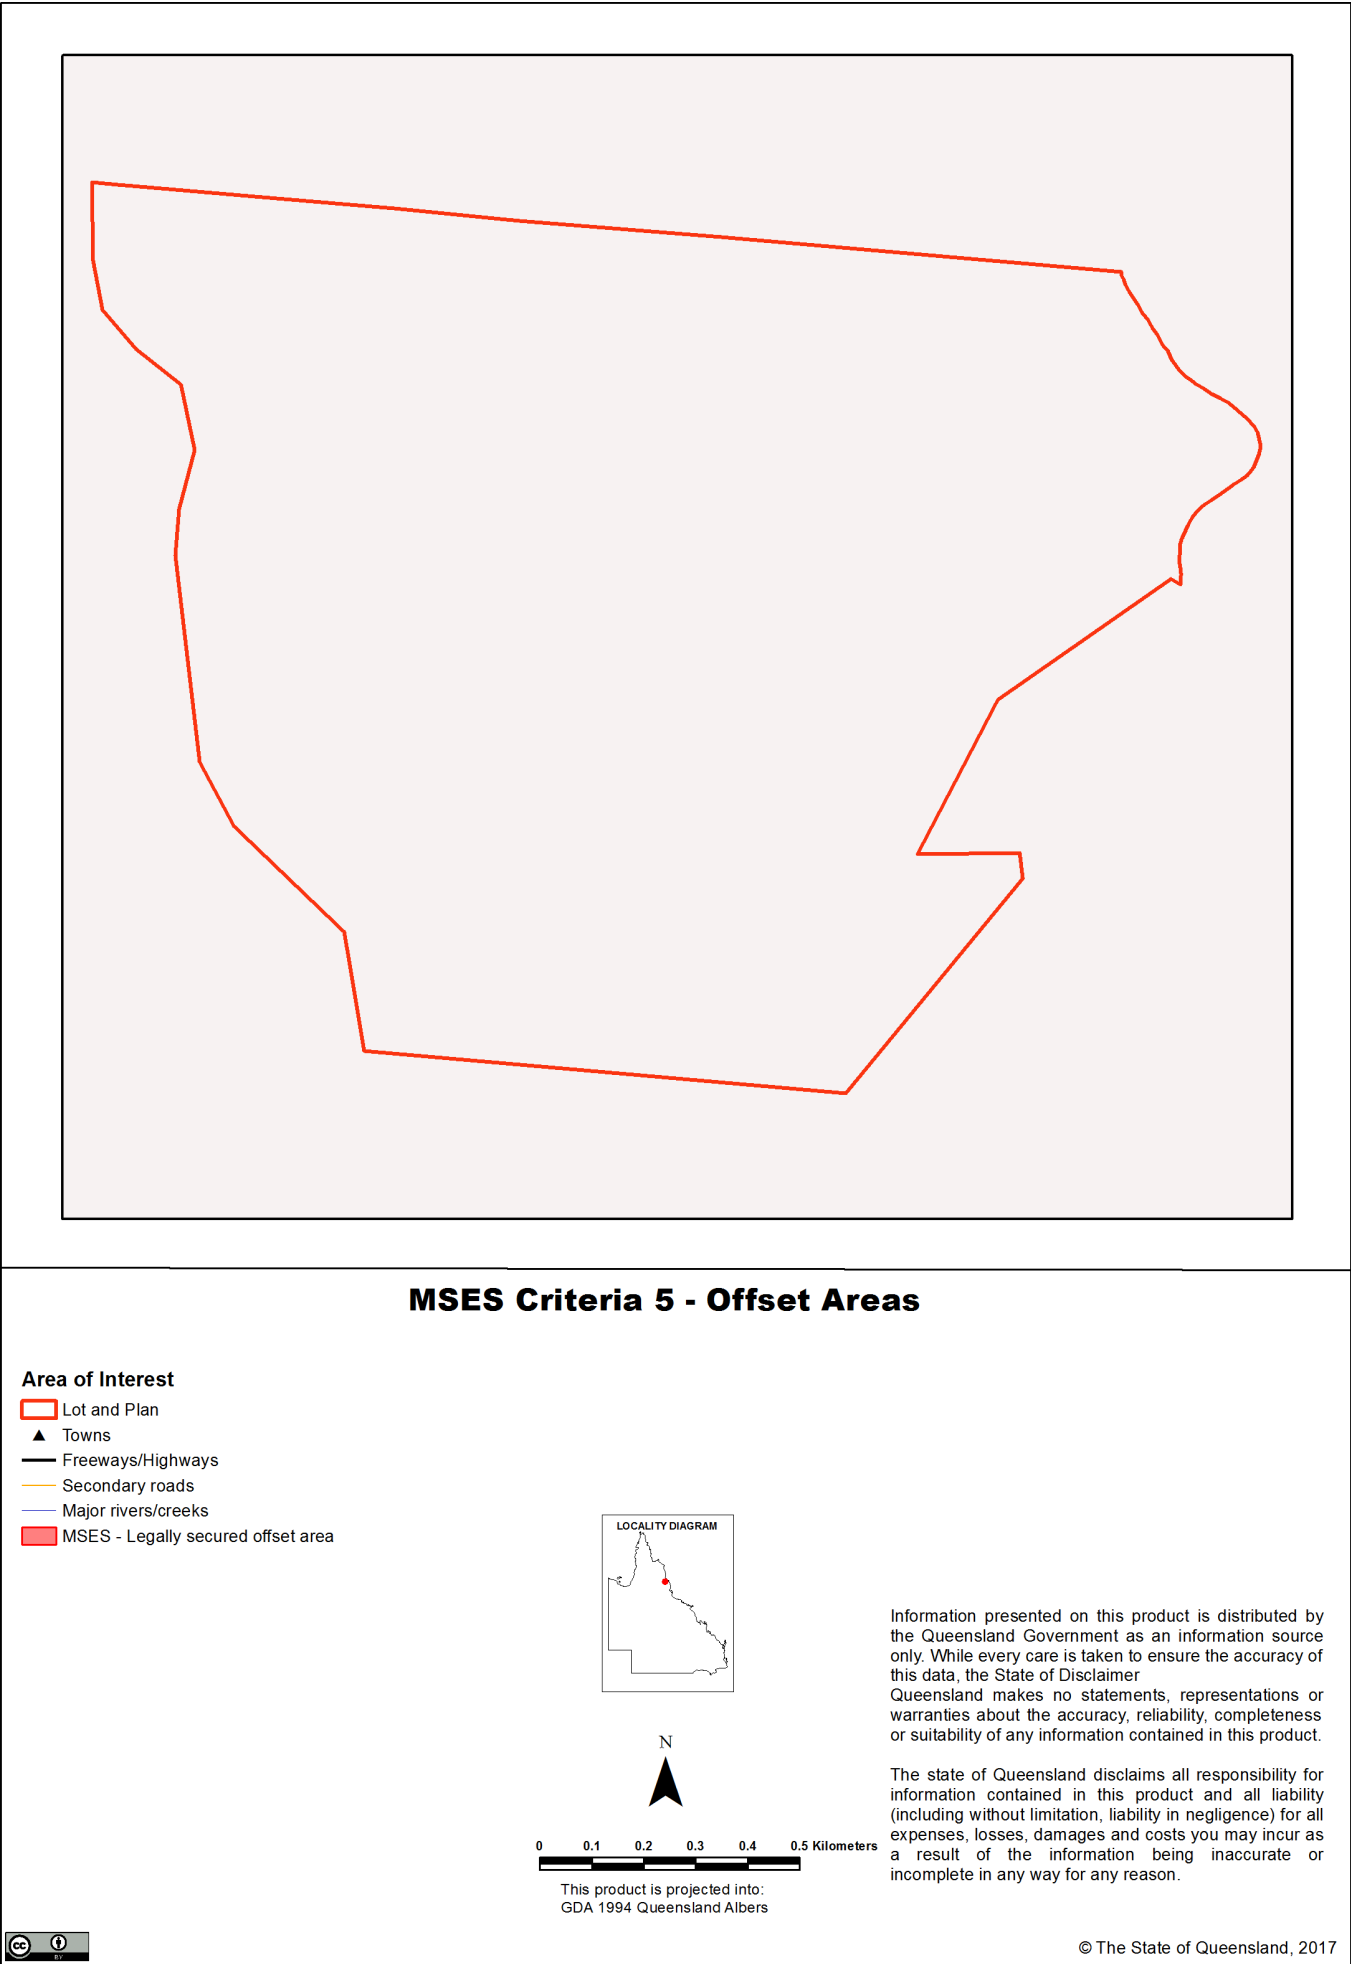 MSES Criteria 5 - Offset Areas
Area of Interest
Lot and Plan
Towns
Freeways/Highways
Secondary roads
Major rivers/creeks
MSES - Legally secured offset area
LOCALITY DIAGRAM
N
0 0.1 0.2 0.3 0.4 0.5 Kilometers
This product is projected into:
GDA 1994 Queensland Albers
Information presented on this product is distributed by
the Queensland Government as an information source
only. While every care is taken to ensure the accuracy of
this data, the State of Disclaimer
Queensland makes no statements, representations or
warranties about the accuracy, reliability, completeness
or suitability of any information contained in this product.
The state of Queensland disclaims all responsibility for
information contained in this product and all liability
(including without limitation, liability in negligence) for all
expenses, losses, damages and costs you may incur as
a result of the information being inaccurate or
incomplete in any way for any reason.
cc
BY
© The State of Queensland, 2017